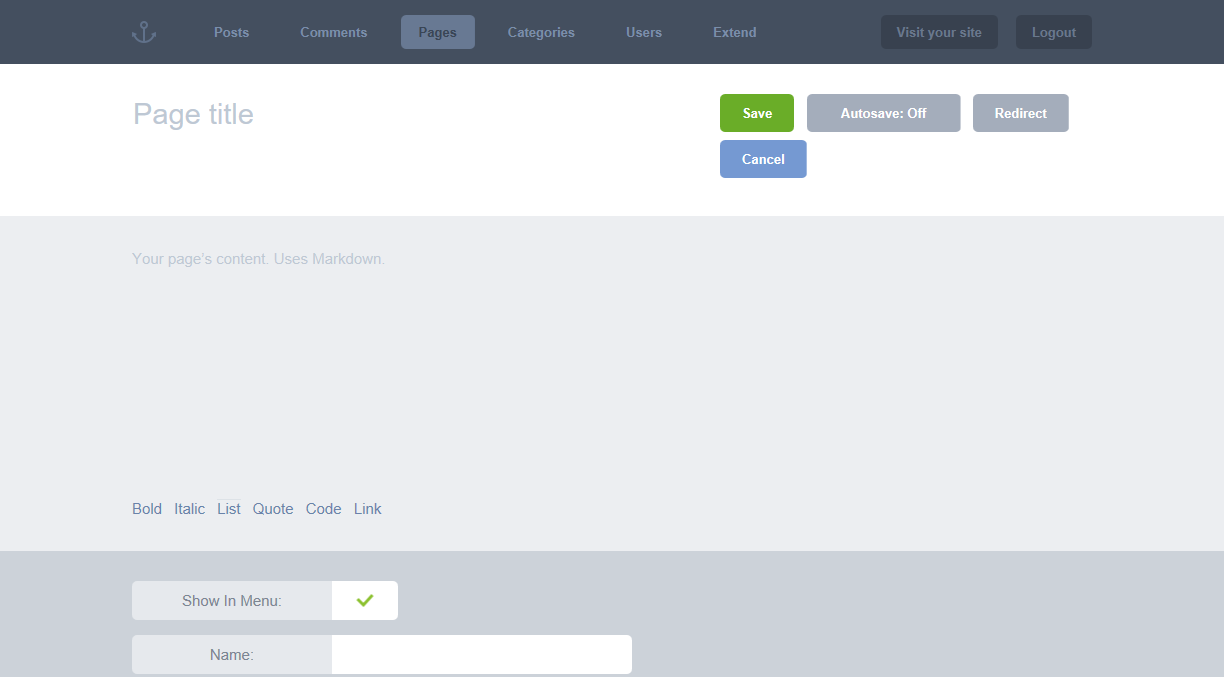 Posts Comments Pages Categories Users Extend Visit your site Logout
Page title
Save Autosave: Off Redirect
Cancel
Your page's content. Uses Markdown.
Bold Italic List Quote Code Link
Show In Menu:
Name: